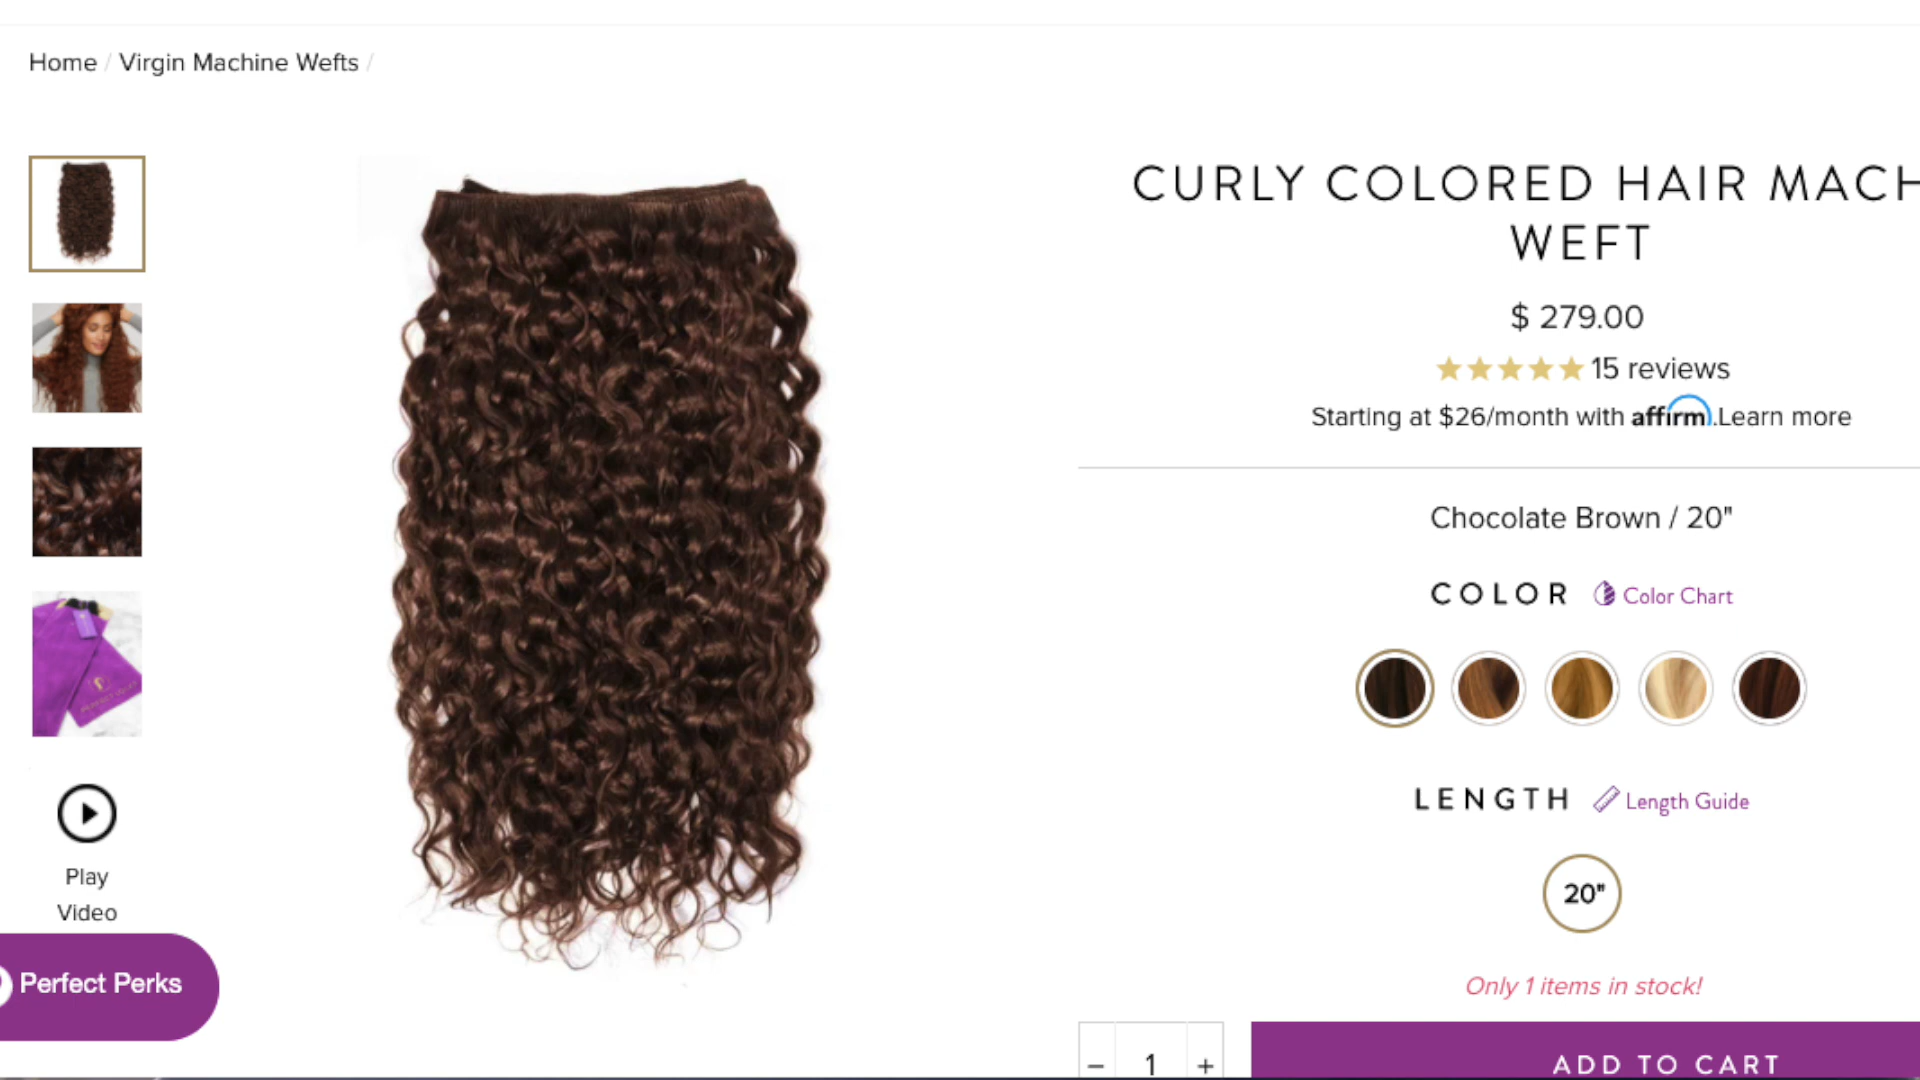 Home / Virgin Machine Wefts /
CURLY COLORED HAIR MACH
WEFT
$ 279.00
15 reviews
Starting at $26/month with affirm. Learn more
Chocolate Brown / 20"
COLOR Color Chart
LENGTH Length Guide
20"
Only 1 items in stock!
- 1 + ADD TO CART
Play
Video
Perfect Perks